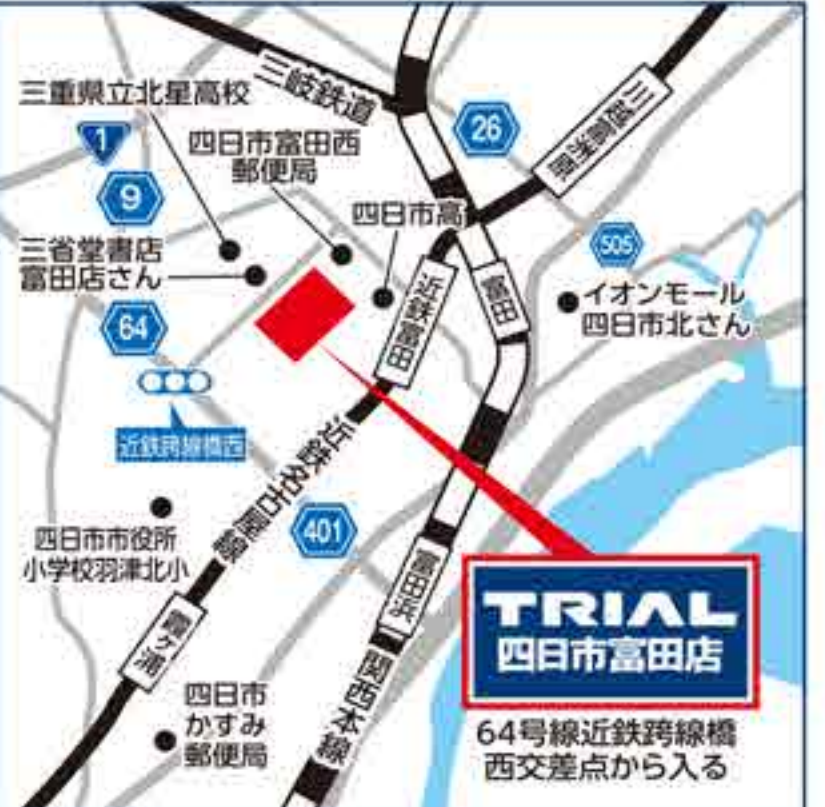 三岐鉄道
三重県立北星高校
1
26
川越富洲原
四日市富田西
郵便局
9
四日市高
505
三省堂書店
富田店さん
近鉄富田
富田
イオンモール
四日市北さん
64
近鉄跨線橋西
近鉄名古屋線
401
四日市市役所
小学校羽津北小
富田浜
TRIAL
四日市富田店
霞ヶ浦
関西本線
四日市
かすみ
郵便局
64号線近鉄跨線橋
西交差点から入る